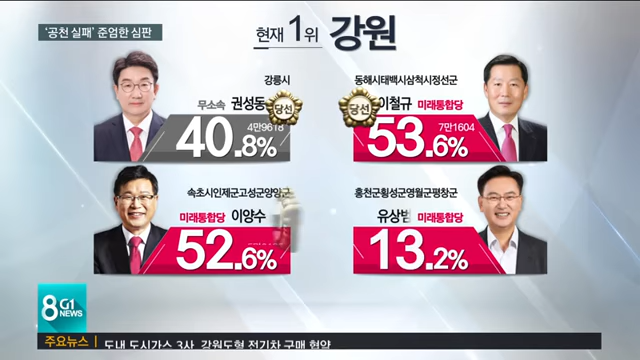 '공천 실패' 준엄한 심판
현재 1위 강원
강릉시
무소속 권성동 당선
4만9618
40.8%
동해시태백시삼척시정선군
당선 이철규 미래통합당
7만1604
53.6%
속초시인제군고성군양양군
미래통합당 이양수
52.6%
홍천군횡성군영월군평창군
유상범 미래통합당
13.2%
8 G1 NEWS
주요뉴스 도내 도시가스 3사, 강원도형 전기차 구매 협약